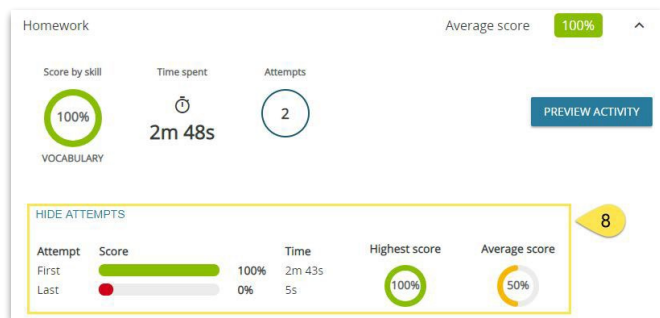 Homework Average score 100%
Score by skill Time spent Attempts
100% 2m 48s 2 PREVIEW ACTIVITY
VOCABULARY
HIDE ATTEMPTS 8
Attempt Score Time Highest score Average score
First 100% 2m 43s 100% 50%
Last 0% 5s